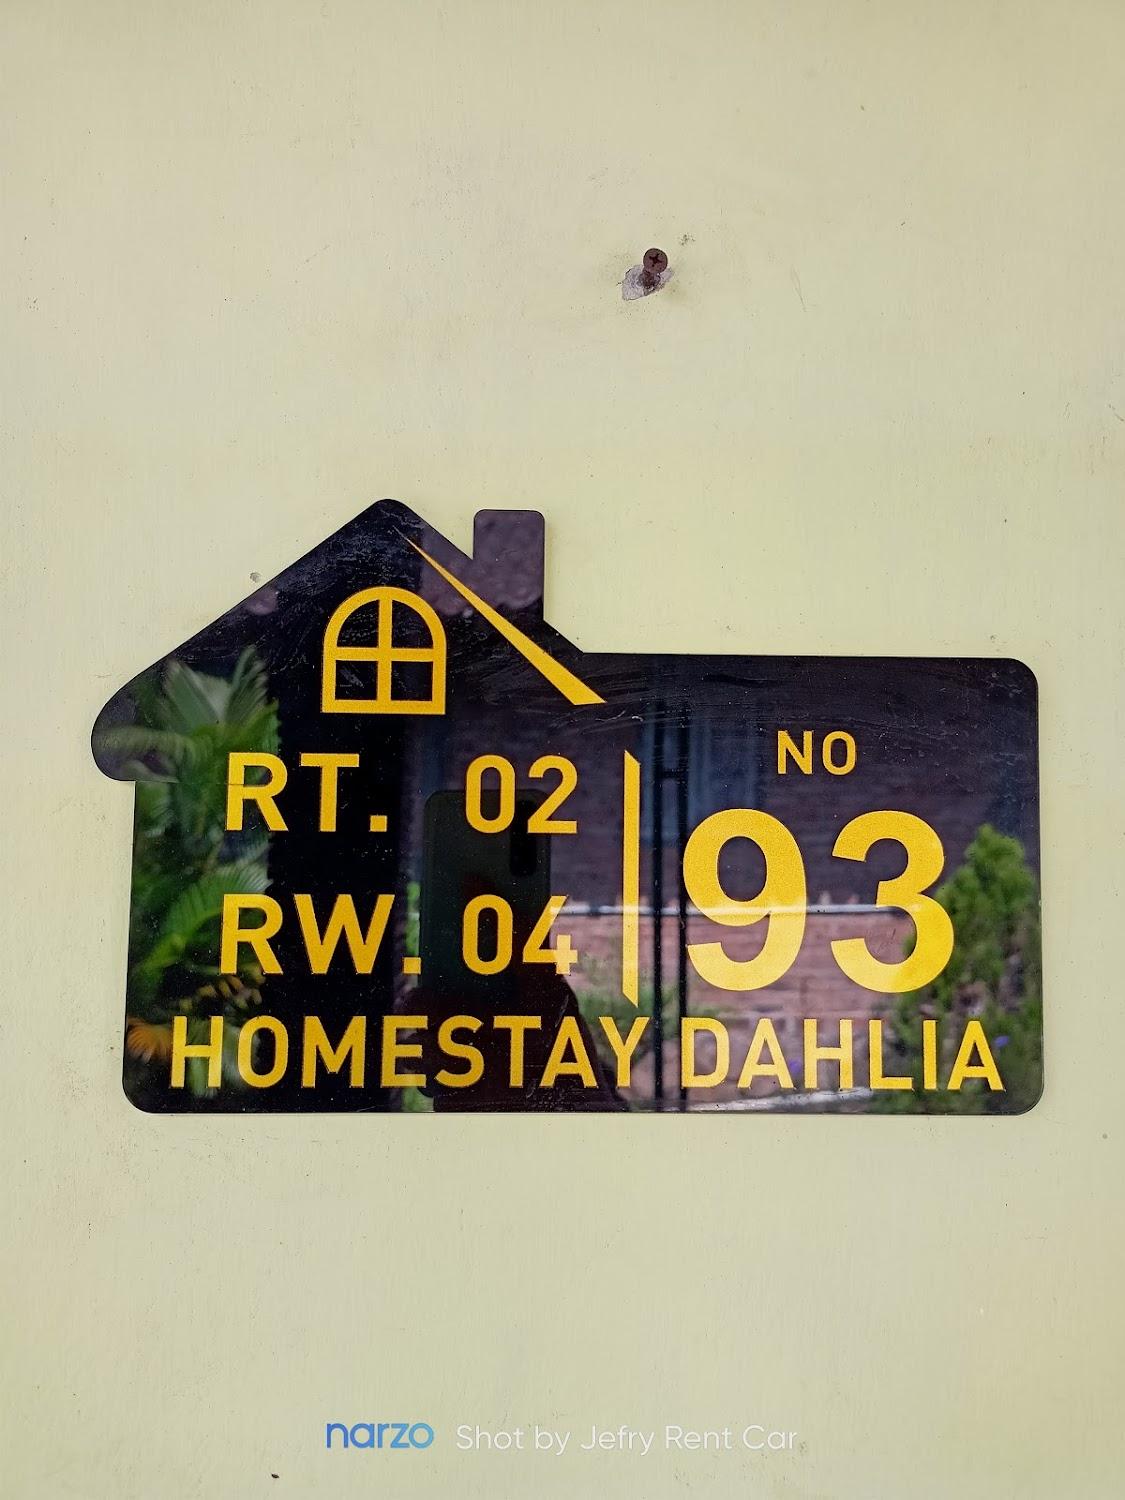 RT. 02
RW. 04
NO
93
HOMESTAY DAHLIA
narzo Shot by Jefry Rent Car